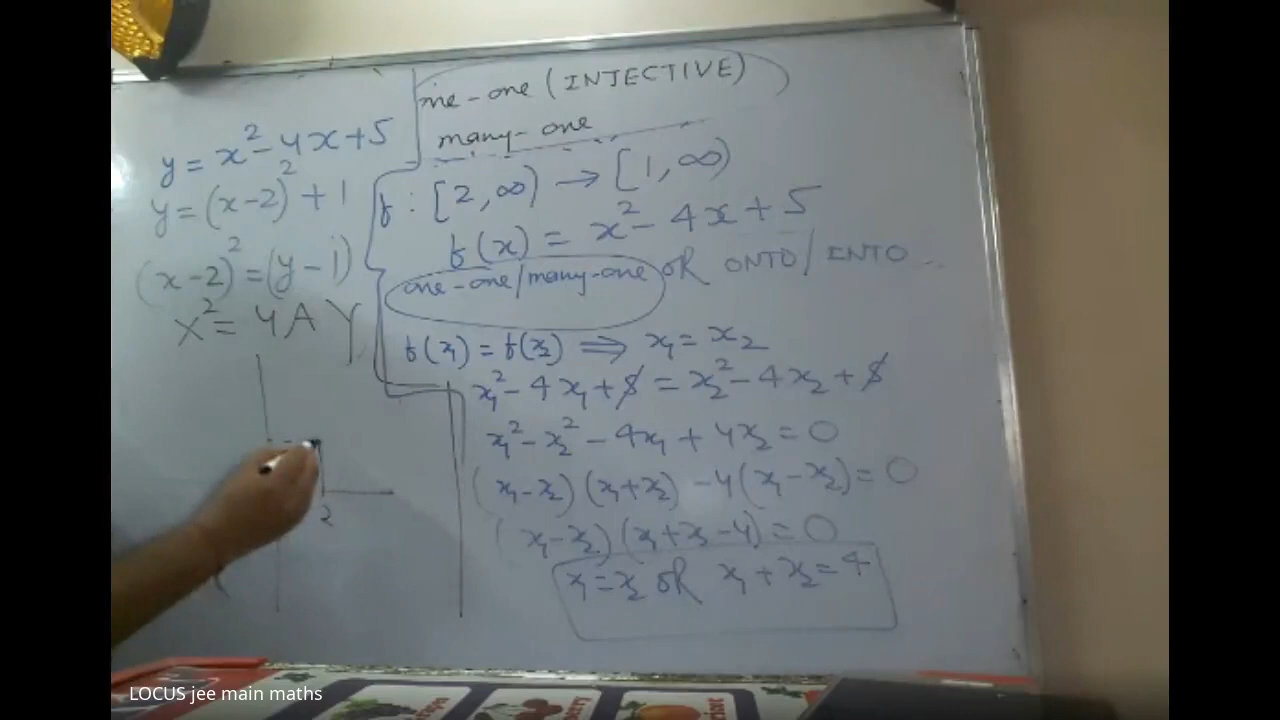 y = x² - 4x + 5
y = (x-2)² + 1
(x-2)² = (y-1)
X² = 4A Y
2
one-one (INJECTIVE)
many-one
f : [2, ∞) → [1, ∞)
f(x) = x² - 4x + 5
one-one/many-one OR ONTO/INTO ..
f(x₁) = f(x₂) ⇒ x₁ = x₂
x₁² - 4x₁ + 5 = x₂² - 4x₂ + 5
x₁² - x₂² - 4x₁ + 4x₂ = 0
(x₁-x₂)(x₁+x₂) - 4(x₁-x₂) = 0
(x₁-x₂)(x₁+x₂-4) = 0
x₁ = x₂ OR x₁ + x₂ = 4
LOCUS jee main maths